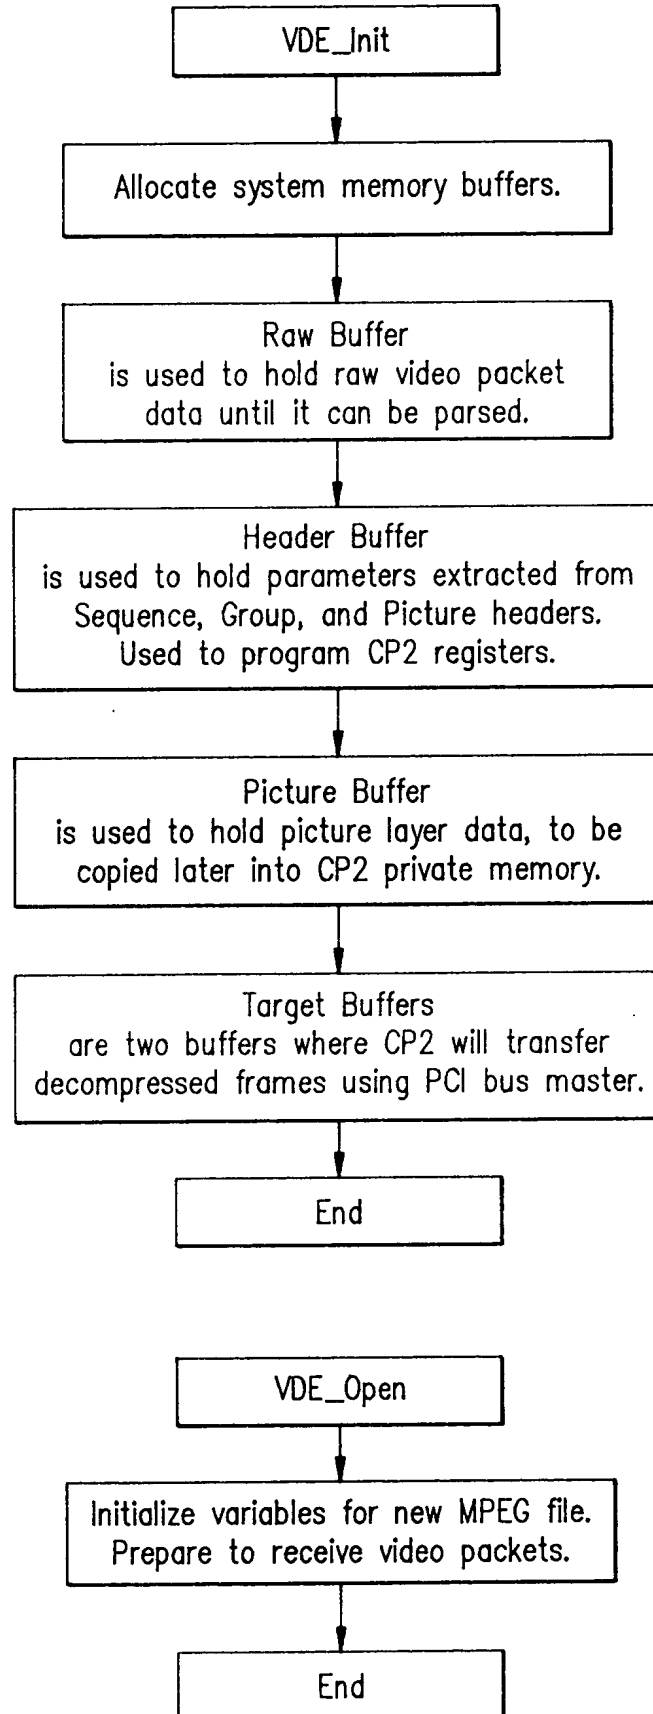 VDE_Init
Allocate system memory buffers.
Raw Buffer
is used to hold raw video packet
data until it can be parsed.
Header Buffer
is used to hold parameters extracted from
Sequence, Group, and Picture headers.
Used to program CP2 registers.
Picture Buffer
is used to hold picture layer data, to be
copied later into CP2 private memory.
Target Buffers
are two buffers where CP2 will transfer
decompressed frames using PCI bus master.
End
VDE_Open
Initialize variables for new MPEG file.
Prepare to receive video packets.
End